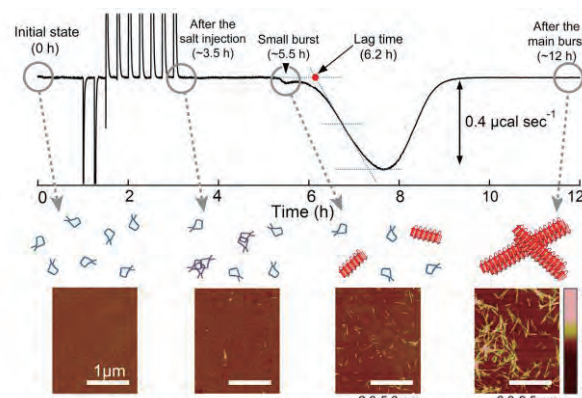 Initial state
(0 h)
After the
salt injection
(~3.5 h)
Small burst
(~5.5 h)
Lag time
(6.2 h)
After the
main burst
(~12 h)
0.4 μcal sec⁻¹
0 2 4 6 8 10 12
Time (h)
1μm